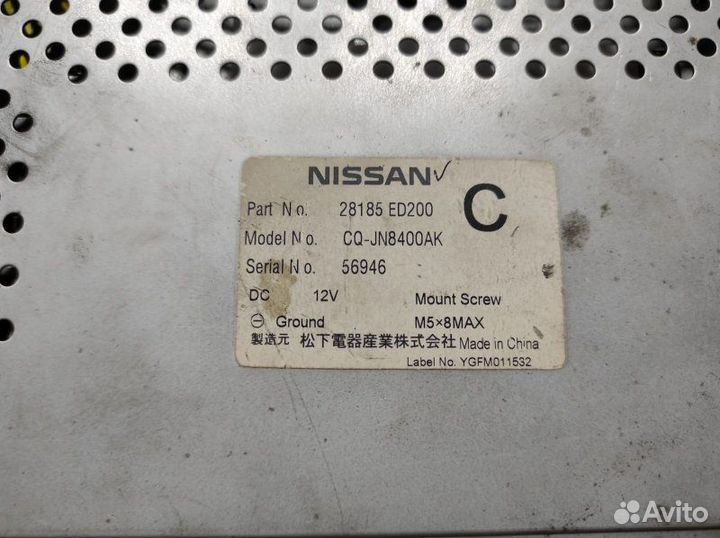 NISSAN
C
Part No. 28185 ED200
Model No. CQ-JN8400AK
Serial No. 56946
DC 12V Mount Screw
⊖ Ground M5×8MAX
製造元 松下電器産業株式会社 Made in China
Label No. YGFM011532
Avito